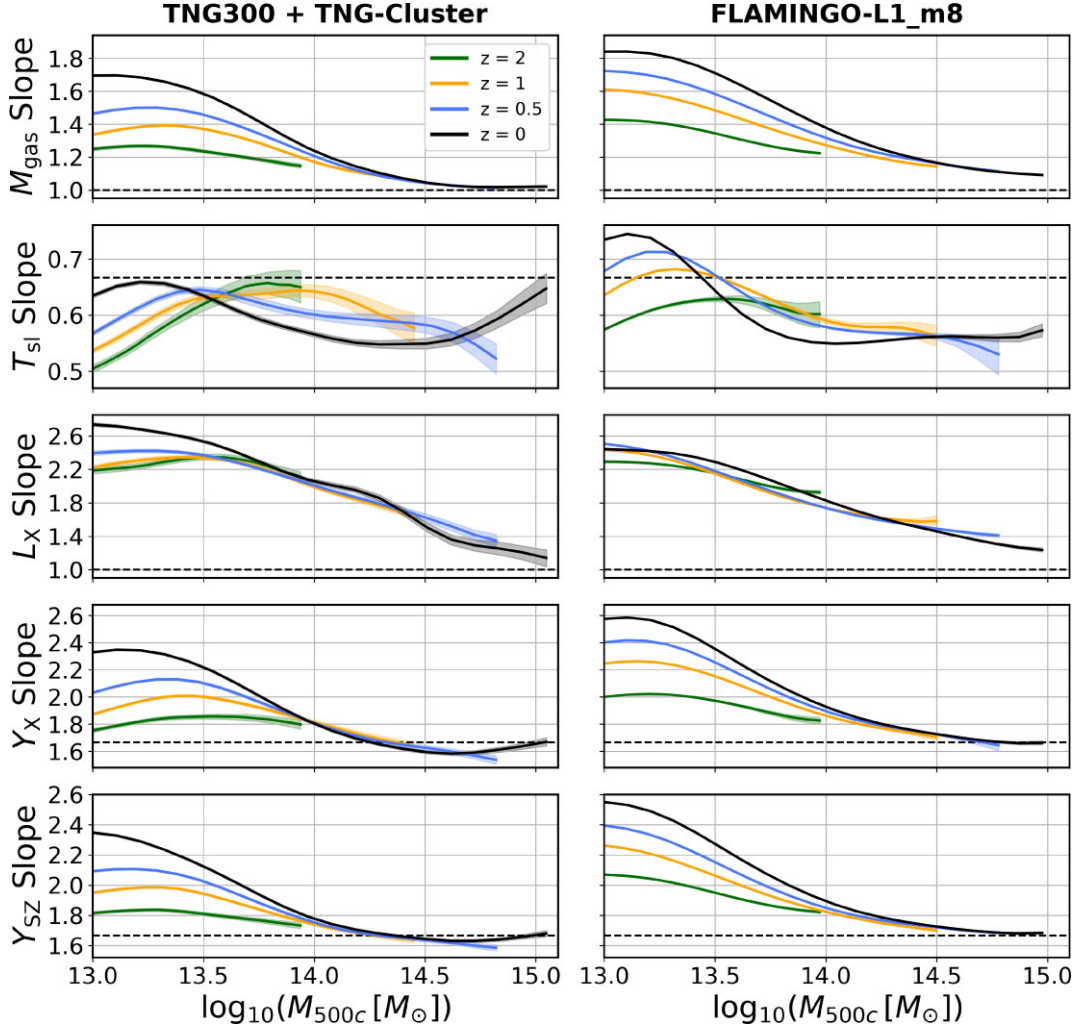 TNG300 + TNG-Cluster
FLAMINGO-L1_m8
M_gas Slope
1.8
1.6
1.4
1.2
1.0
z = 2
z = 1
z = 0.5
z = 0
T_sl Slope
0.7
0.6
0.5
L_X Slope
2.6
2.2
1.8
1.4
1.0
Y_X Slope
2.6
2.4
2.2
2.0
1.8
1.6
Y_SZ Slope
2.6
2.4
2.2
2.0
1.8
1.6
13.0 13.5 14.0 14.5 15.0
13.0 13.5 14.0 14.5 15.0
log₁₀(M₅₀₀c [M⊙])
log₁₀(M₅₀₀c [M⊙])